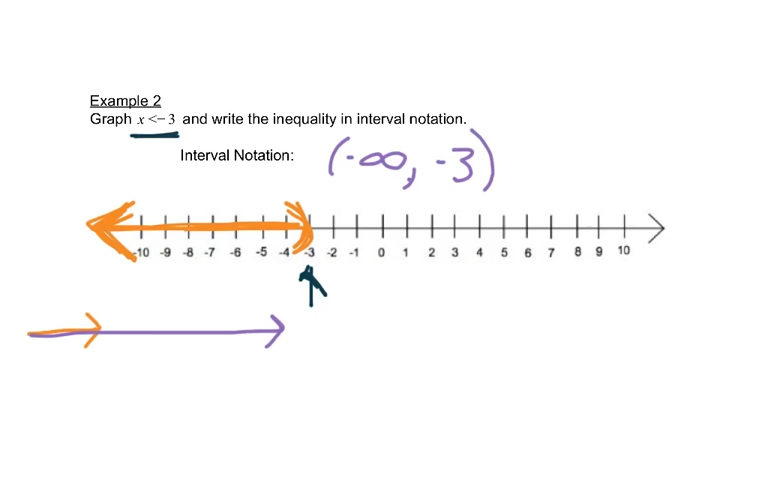 Example 2
Graph x <− 3 and write the inequality in interval notation.
Interval Notation: (-∞, -3)
-10 -9 -8 -7 -6 -5 -4 -3 -2 -1 0 1 2 3 4 5 6 7 8 9 10